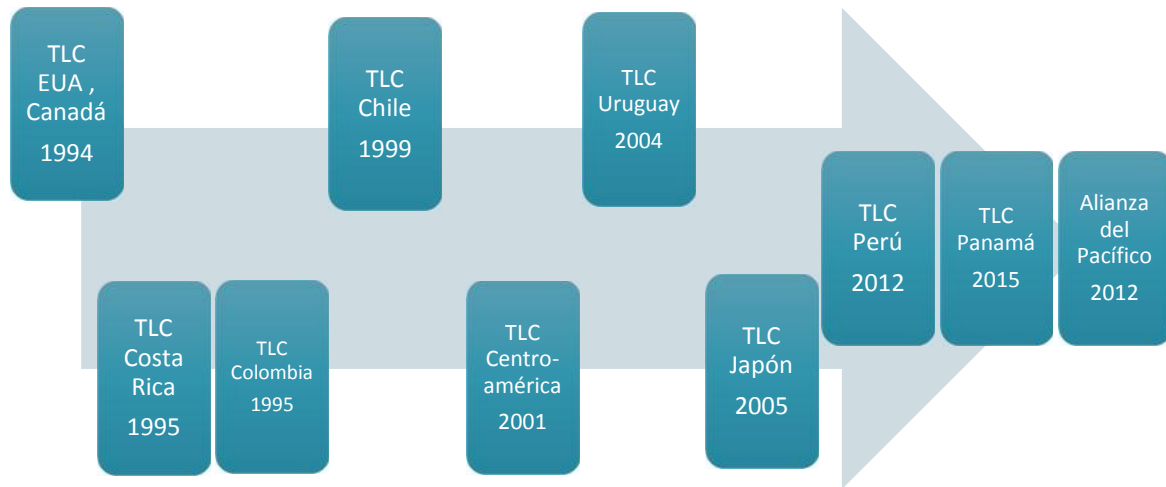 TLC
EUA ,
Canadá
1994
TLC
Costa
Rica
1995
TLC
Colombia
1995
TLC
Chile
1999
TLC
Centro-
américa
2001
TLC
Uruguay
2004
TLC
Japón
2005
TLC
Perú
2012
TLC
Panamá
2015
Alianza
del
Pacífico
2012